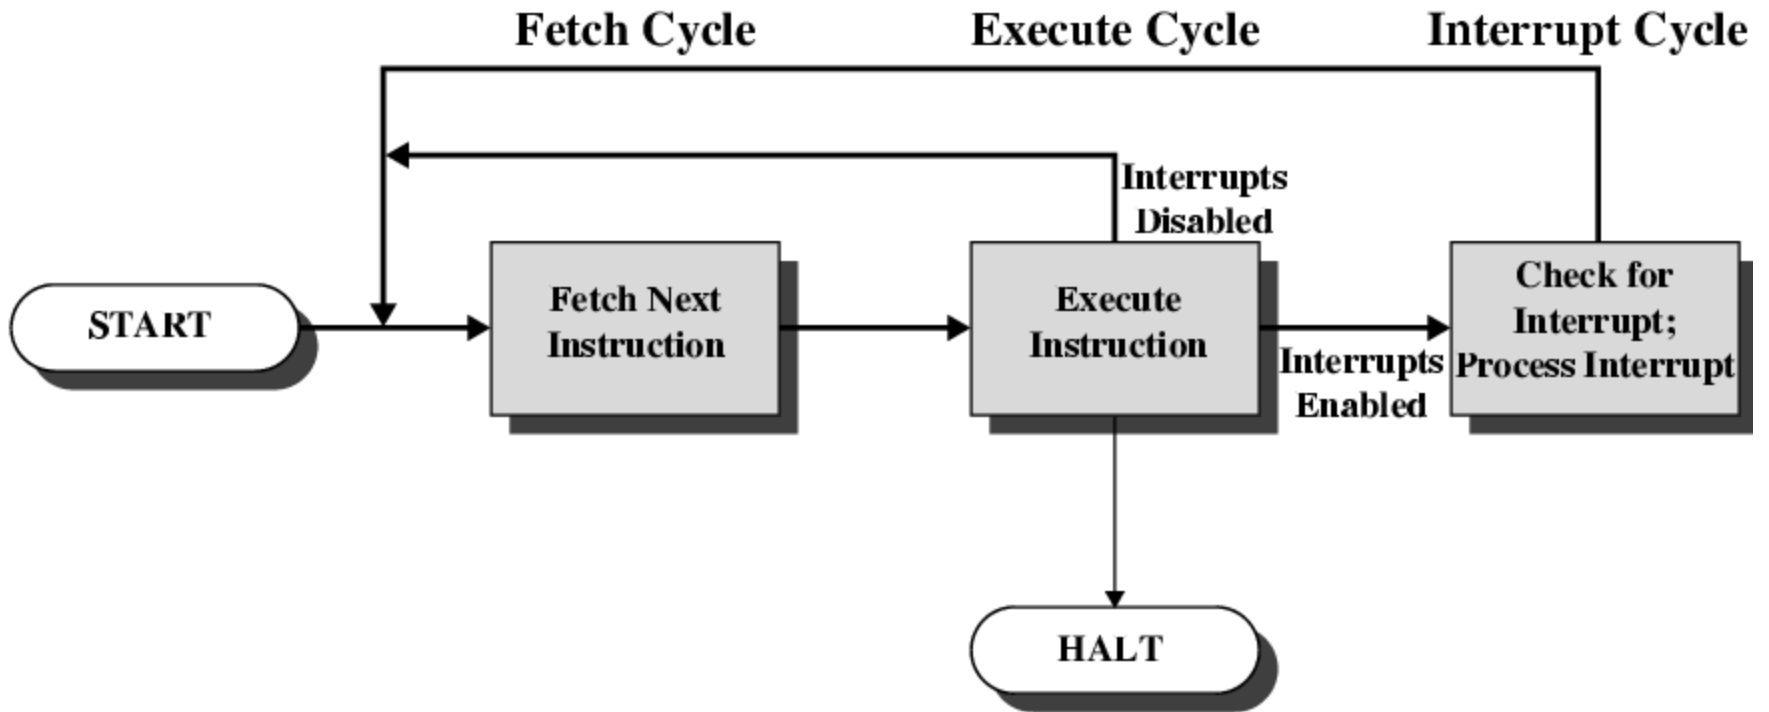 Fetch Cycle
Execute Cycle
Interrupt Cycle
Interrupts
Disabled
START
Fetch Next
Instruction
Execute
Instruction
Interrupts
Enabled
Check for
Interrupt;
Process Interrupt
HALT